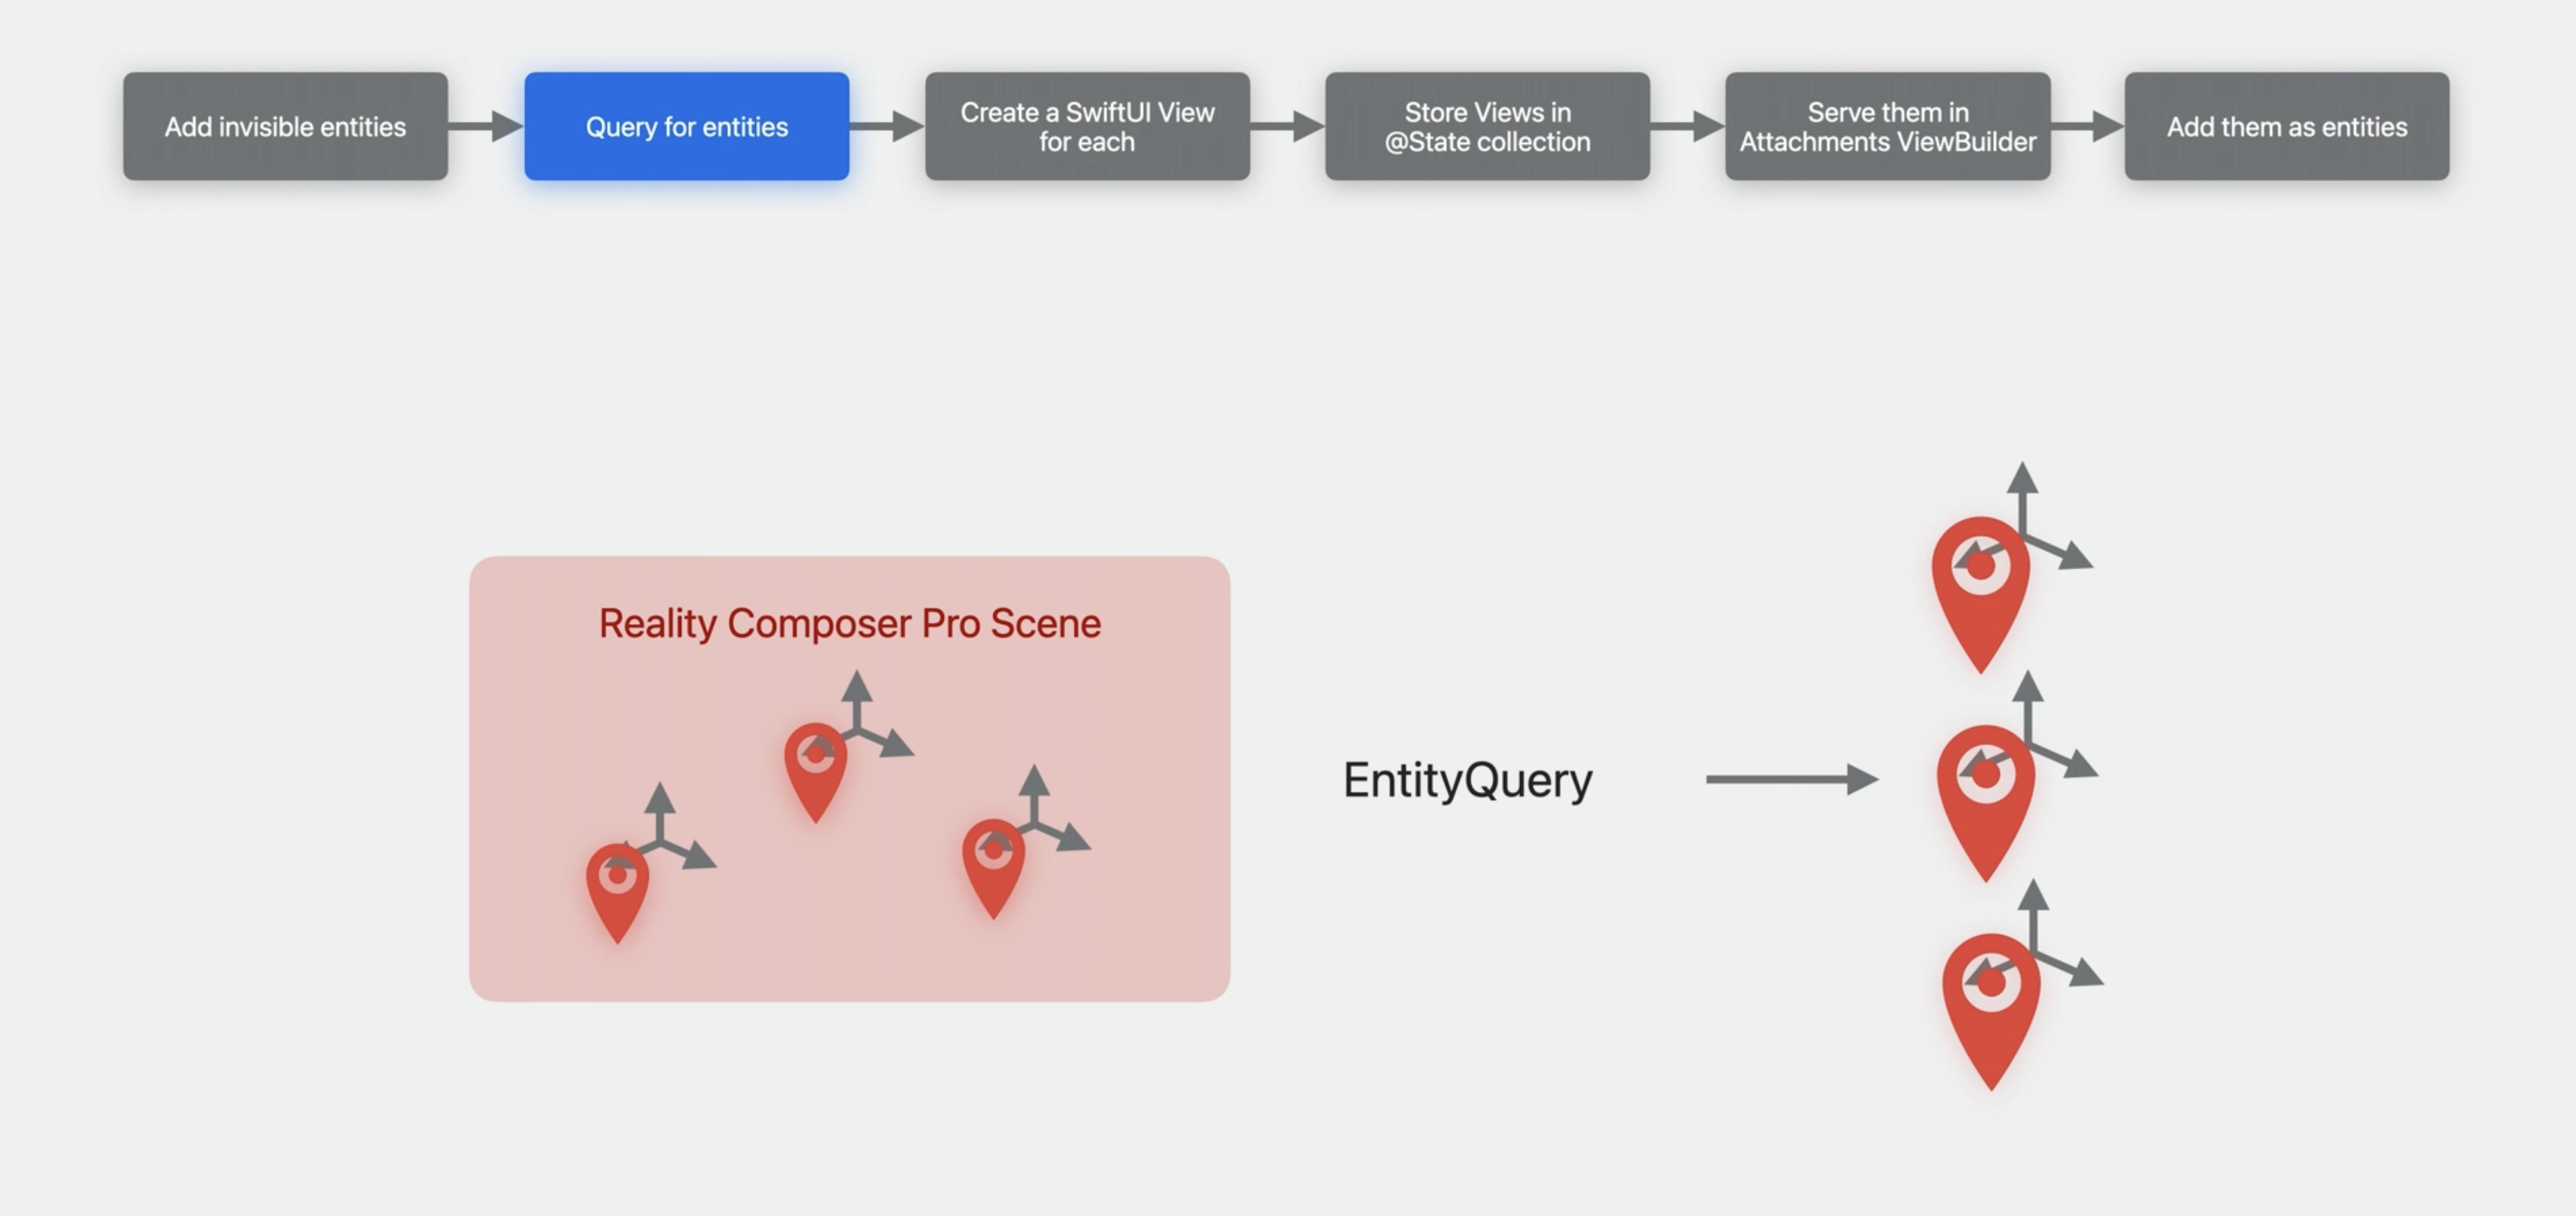 Add invisible entities
Query for entities
Create a SwiftUI View
for each
Store Views in
@State collection
Serve them in
Attachments ViewBuilder
Add them as entities
Reality Composer Pro Scene
EntityQuery